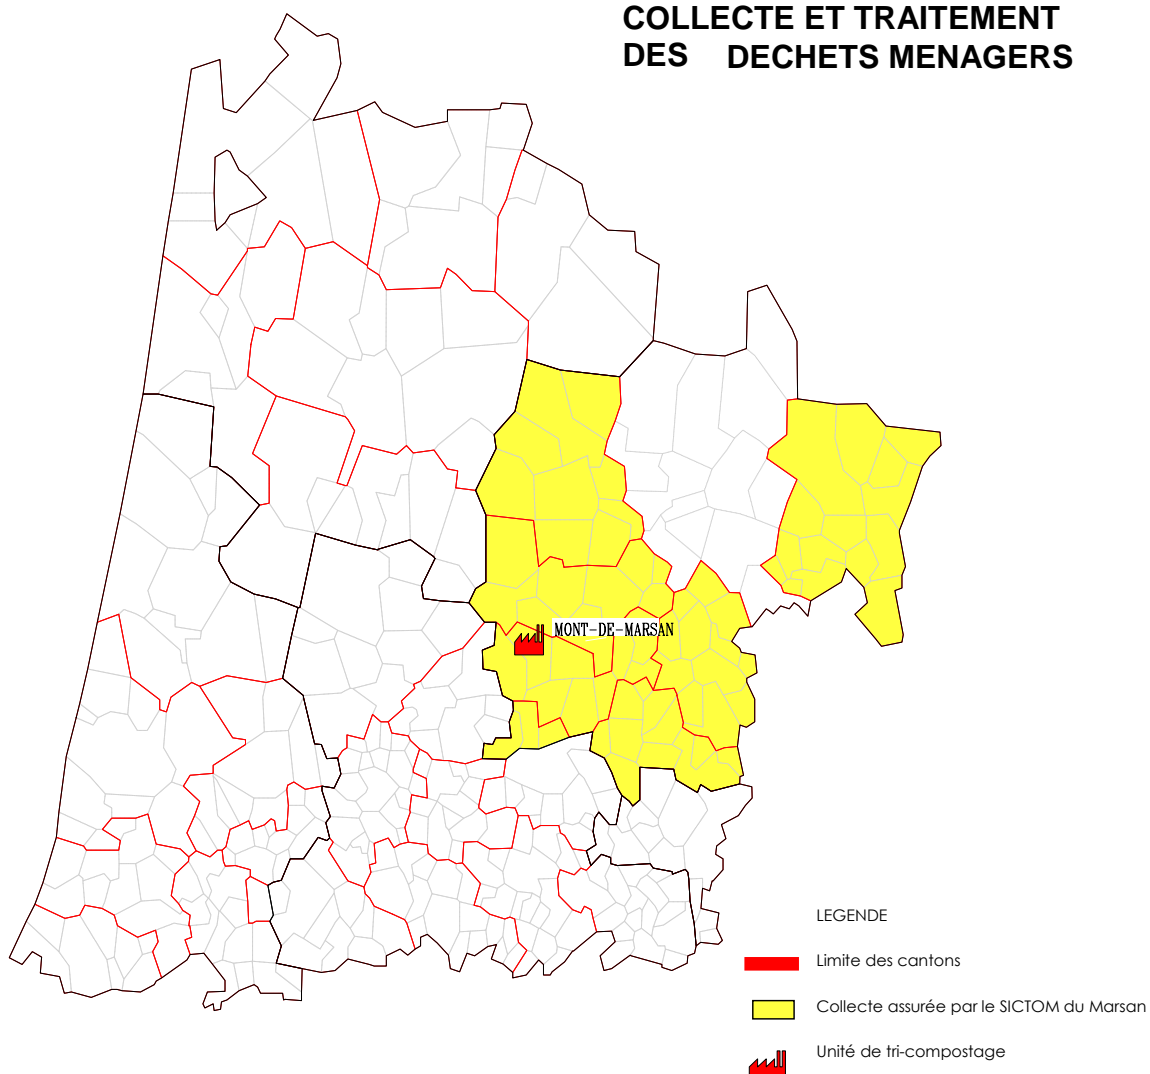 COLLECTE ET TRAITEMENT
DES DECHETS MENAGERS
MONT-DE-MARSAN
LEGENDE
Limite des cantons
Collecte assurée par le SICTOM du Marsan
Unité de tri-compostage